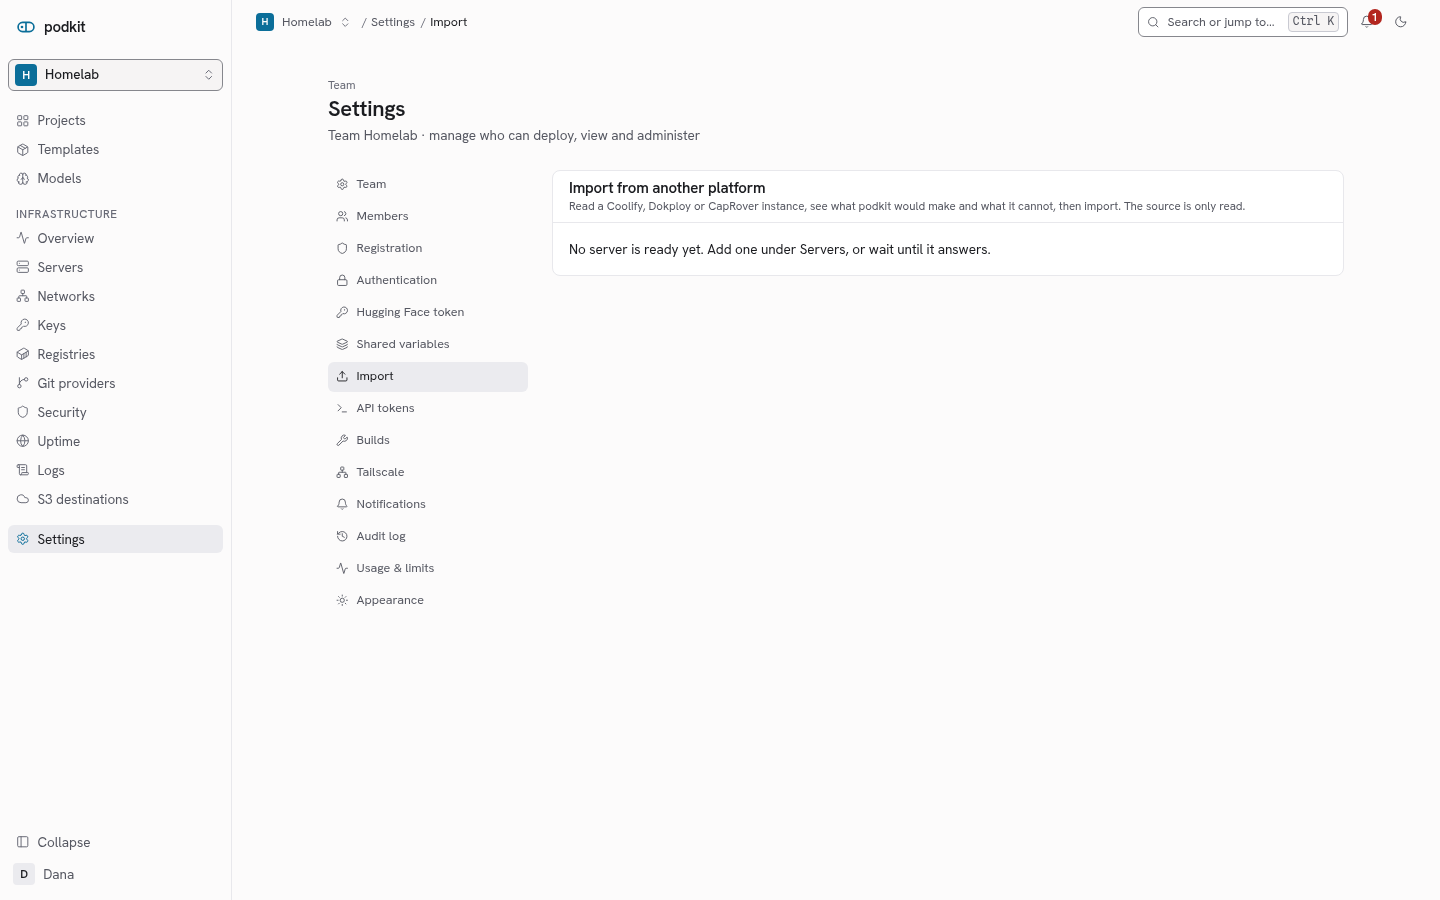 podkit
H Homelab
Projects
Templates
Models
INFRASTRUCTURE
Overview
Servers
Networks
Keys
Registries
Git providers
Security
Uptime
Logs
S3 destinations
Settings
Collapse
D Dana
H Homelab / Settings / Import
Search or jump to... Ctrl K
1
Team
Settings
Team Homelab · manage who can deploy, view and administer
Team
Members
Registration
Authentication
Hugging Face token
Shared variables
Import
API tokens
Builds
Tailscale
Notifications
Audit log
Usage & limits
Appearance
Import from another platform
Read a Coolify, Dokploy or CapRover instance, see what podkit would make and what it cannot, then import. The source is only read.
No server is ready yet. Add one under Servers, or wait until it answers.